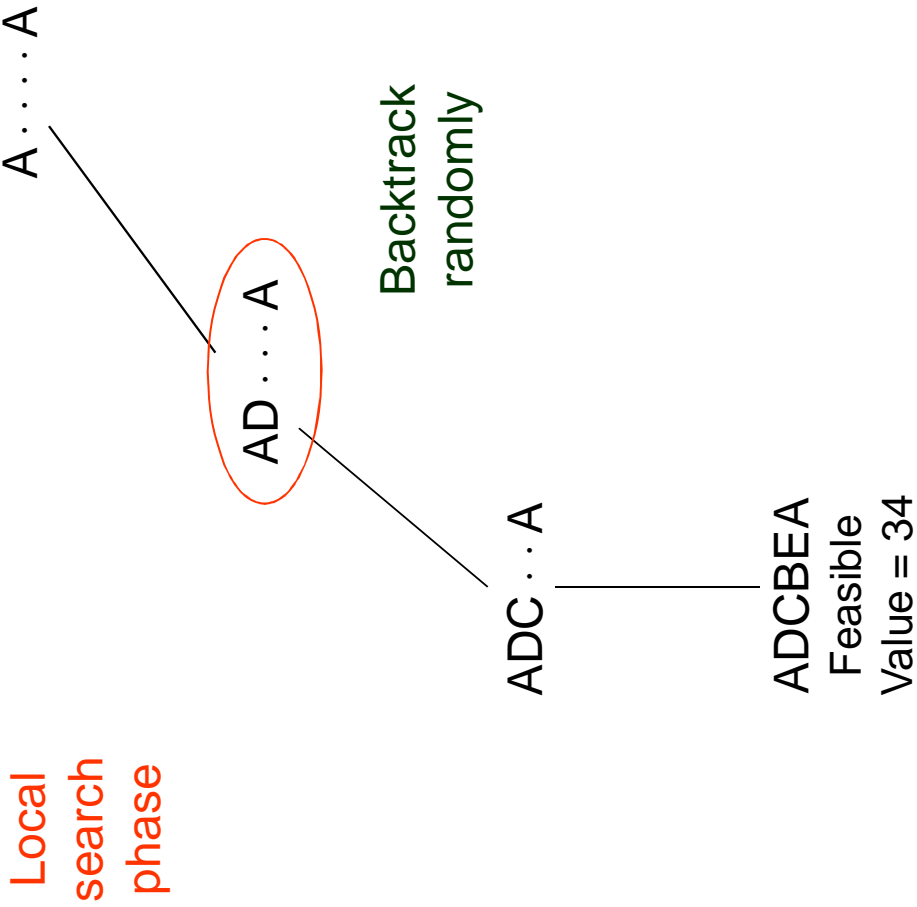 Local
search
phase
A · · · · A
AD · · · A
Backtrack
randomly
ADC · · A
ADCBEA
Feasible
Value = 34